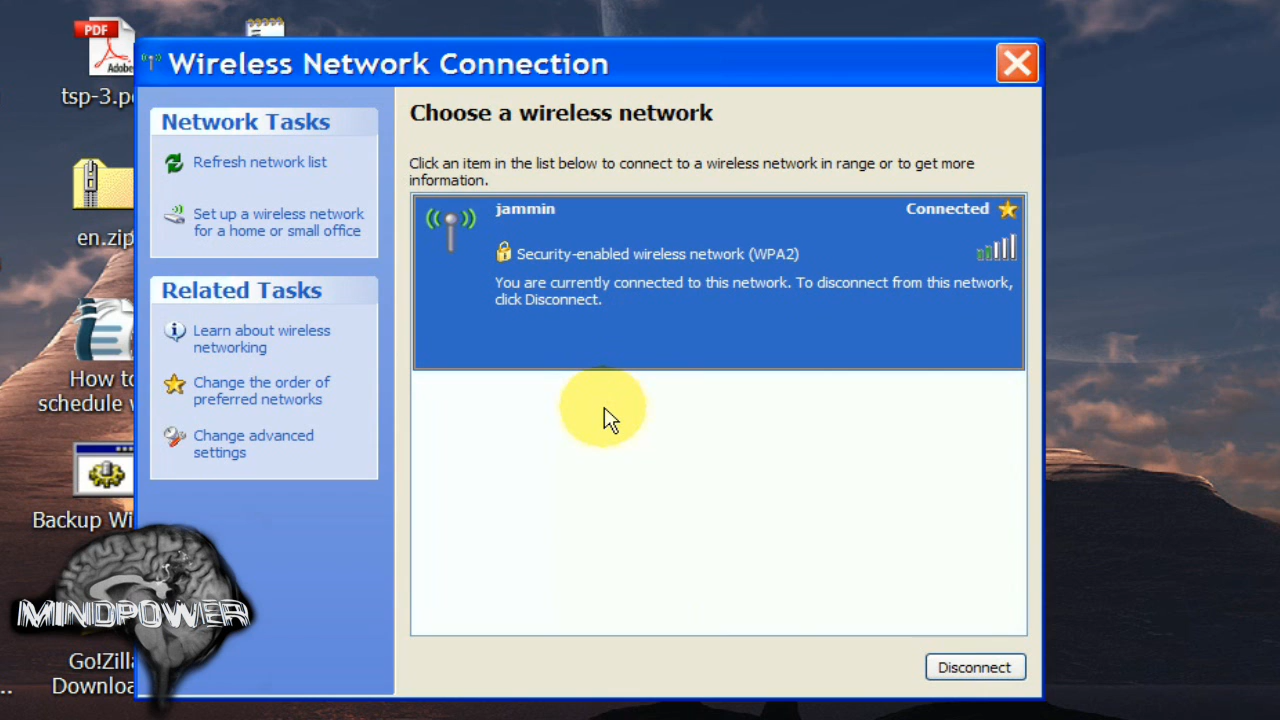 PDF
Adobe
tsp-3.p
en.zip
How to
schedule
Backup Wi
MINDPOWER
Go!Zill
Downloa
..
Wireless Network Connection
Network Tasks
Refresh network list
Set up a wireless network
for a home or small office
Related Tasks
Learn about wireless
networking
Change the order of
preferred networks
Change advanced
settings
Choose a wireless network
Click an item in the list below to connect to a wireless network in range or to get more
information.
jammin
Connected
Security-enabled wireless network (WPA2)
You are currently connected to this network. To disconnect from this network,
click Disconnect.
Disconnect